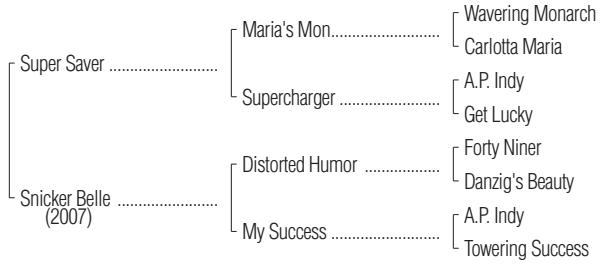 Wavering Monarch
Maria's Mon
Carlotta Maria
Super Saver
A.P. Indy
Supercharger
Get Lucky
Forty Niner
Distorted Humor
Danzig's Beauty
Snicker Belle
(2007)
A.P. Indy
My Success
Towering Success